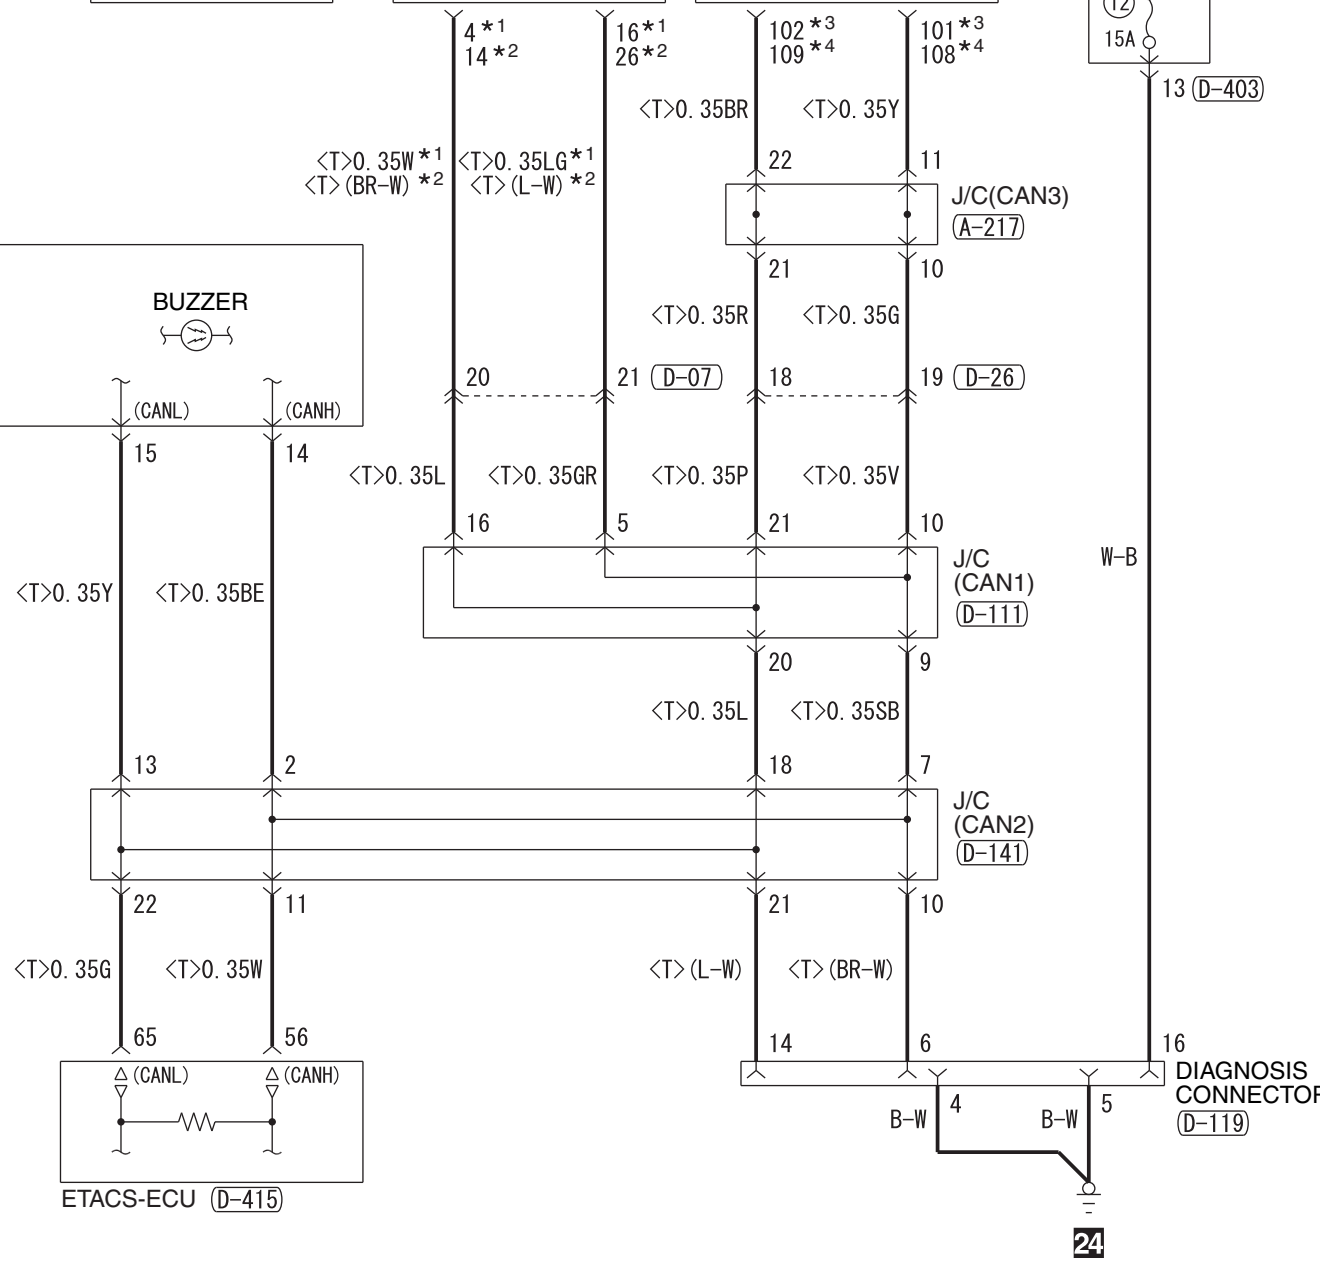 12
4*1
14*2
16*1
26*2
102*3
109*4
101*3
108*4
15A
13 D-403
<T>0.35BR
<T>0.35Y
<T>0.35W*1
<T>(BR-W)*2
<T>0.35LG*1
<T>(L-W)*2
22
11
J/C(CAN3)
A-217
21
10
BUZZER
<T>0.35R
<T>0.35G
20
21 D-07
18
19 D-26
(CANL)
(CANH)
15
14
<T>0.35L
<T>0.35GR
<T>0.35P
<T>0.35V
16
5
21
10
J/C
(CAN1)
D-111
W-B
<T>0.35Y
<T>0.35BE
20
9
<T>0.35L
<T>0.35SB
13
2
18
7
J/C
(CAN2)
D-141
22
11
21
10
<T>0.35G
<T>0.35W
<T>(L-W)
<T>(BR-W)
65
56
14
6
16
(CANL)
(CANH)
DIAGNOSIS
CONNECTOR
D-119
B-W
4
B-W
5
ETACS-ECU D-415
24